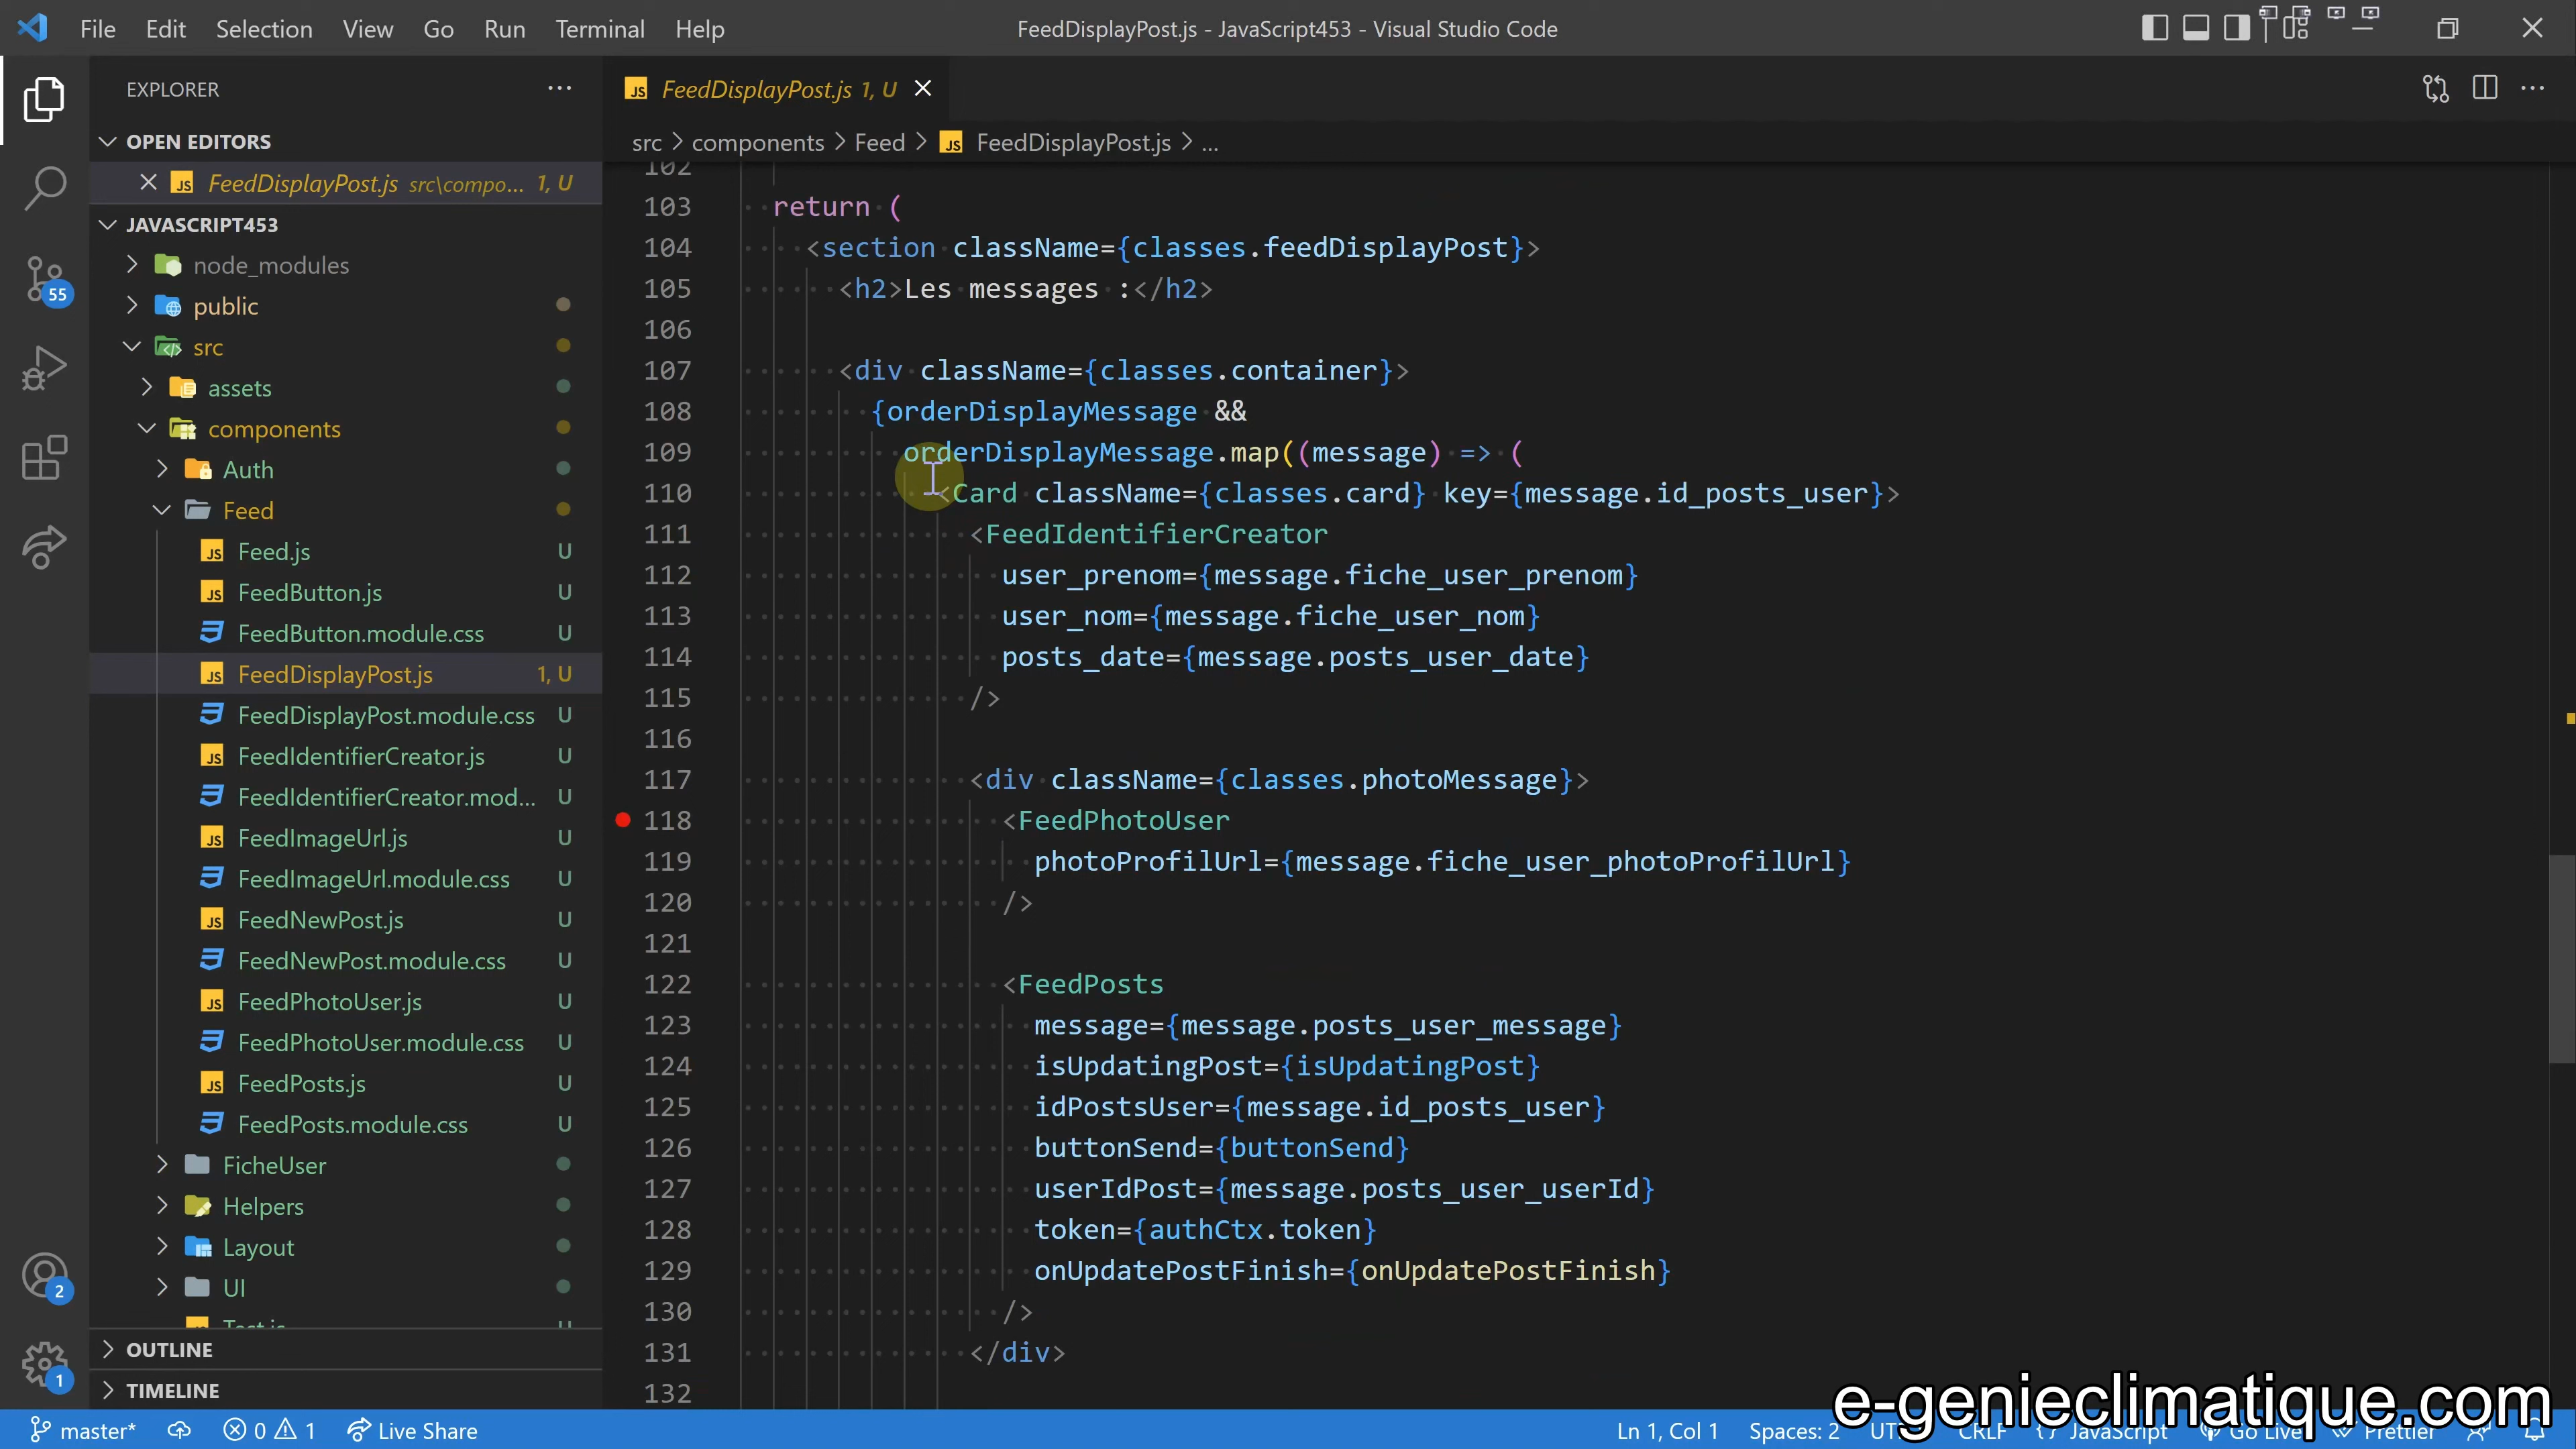 File Edit Selection View Go Run Terminal Help
FeedDisplayPost.js - JavaScript453 - Visual Studio Code
EXPLORER
OPEN EDITORS
FeedDisplayPost.js src\compo... 1, U
JAVASCRIPT453
node_modules
public
src
assets
components
Auth
Feed
Feed.js U
FeedButton.js U
FeedButton.module.css U
FeedDisplayPost.js 1, U
FeedDisplayPost.module.css U
FeedIdentifierCreator.js U
FeedIdentifierCreator.mod... U
FeedImageUrl.js U
FeedImageUrl.module.css U
FeedNewPost.js U
FeedNewPost.module.css U
FeedPhotoUser.js U
FeedPhotoUser.module.css U
FeedPosts.js U
FeedPosts.module.css U
FicheUser
Helpers
Layout
UI
Test.js U
OUTLINE
TIMELINE
55
2
1
FeedDisplayPost.js 1, U
src > components > Feed > FeedDisplayPost.js > ...
102
103 return (
104 <section className={classes.feedDisplayPost}>
105 <h2>Les messages :</h2>
106
107 <div className={classes.container}>
108 {orderDisplayMessage &&
109 orderDisplayMessage.map((message) => (
110 <Card className={classes.card} key={message.id_posts_user}>
111 <FeedIdentifierCreator
112 user_prenom={message.fiche_user_prenom}
113 user_nom={message.fiche_user_nom}
114 posts_date={message.posts_user_date}
115 />
116
117 <div className={classes.photoMessage}>
118 <FeedPhotoUser
119 photoProfilUrl={message.fiche_user_photoProfilUrl}
120 />
121
122 <FeedPosts
123 message={message.posts_user_message}
124 isUpdatingPost={isUpdatingPost}
125 idPostsUser={message.id_posts_user}
126 buttonSend={buttonSend}
127 userIdPost={message.posts_user_userId}
128 token={authCtx.token}
129 onUpdatePostFinish={onUpdatePostFinish}
130 />
131 </div>
132
e-genieclimatique.com
master* 0 1 Live Share Ln 1, Col 1 Spaces: 2 CRLF JavaScript Go Live Prettier